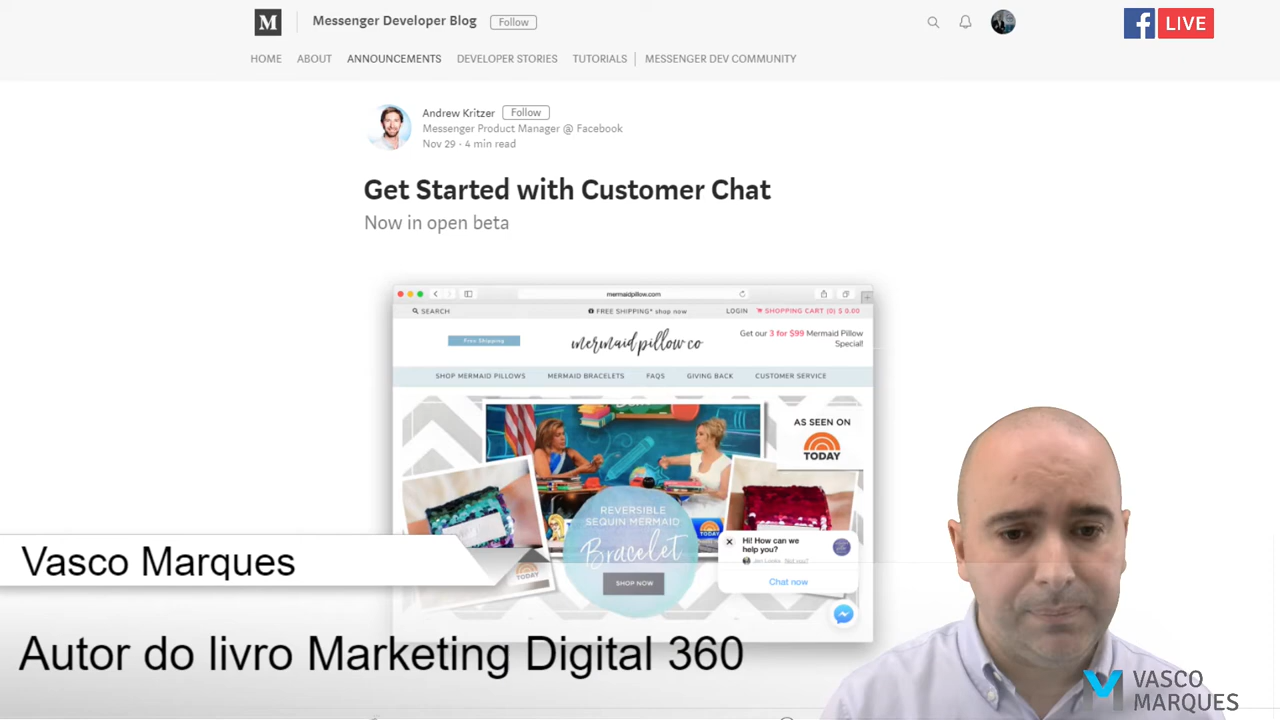 M
Messenger Developer Blog
Follow
LIVE
HOME ABOUT ANNOUNCEMENTS DEVELOPER STORIES TUTORIALS MESSENGER DEV COMMUNITY
Andrew Kritzer Follow
Messenger Product Manager @ Facebook
Nov 29 · 4 min read
Get Started with Customer Chat
Now in open beta
mermaidpillow.com
SEARCH
FREE SHIPPING* shop now
LOGIN
SHOPPING CART (0) $ 0.00
Free Shipping
mermaid pillow co
Get our 3 for $99 Mermaid Pillow
Special!
SHOP MERMAID PILLOWS MERMAID BRACELETS FAQS GIVING BACK CUSTOMER SERVICE
AS SEEN ON
TODAY
REVERSIBLE
SEQUIN MERMAID
Bracelet
SHOP NOW
TODAY
Hi! How can we
help you?
Not you?
Chat now
Vasco Marques
Autor do livro Marketing Digital 360
VASCO
MARQUES